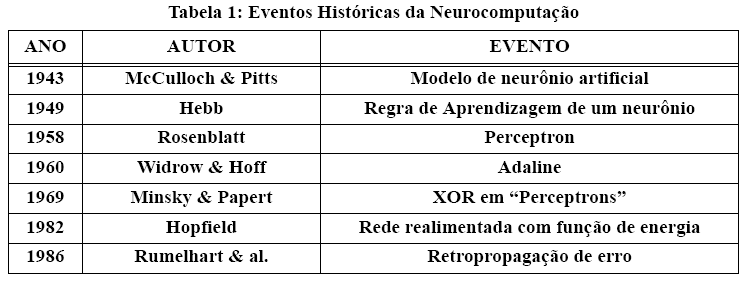 Tabela 1: Eventos Históricas da Neurocomputação
ANO AUTOR EVENTO
1943 McCulloch & Pitts Modelo de neurônio artificial
1949 Hebb Regra de Aprendizagem de um neurônio
1958 Rosenblatt Perceptron
1960 Widrow & Hoff Adaline
1969 Minsky & Papert XOR em “Perceptrons”
1982 Hopfield Rede realimentada com função de energia
1986 Rumelhart & al. Retropropagação de erro